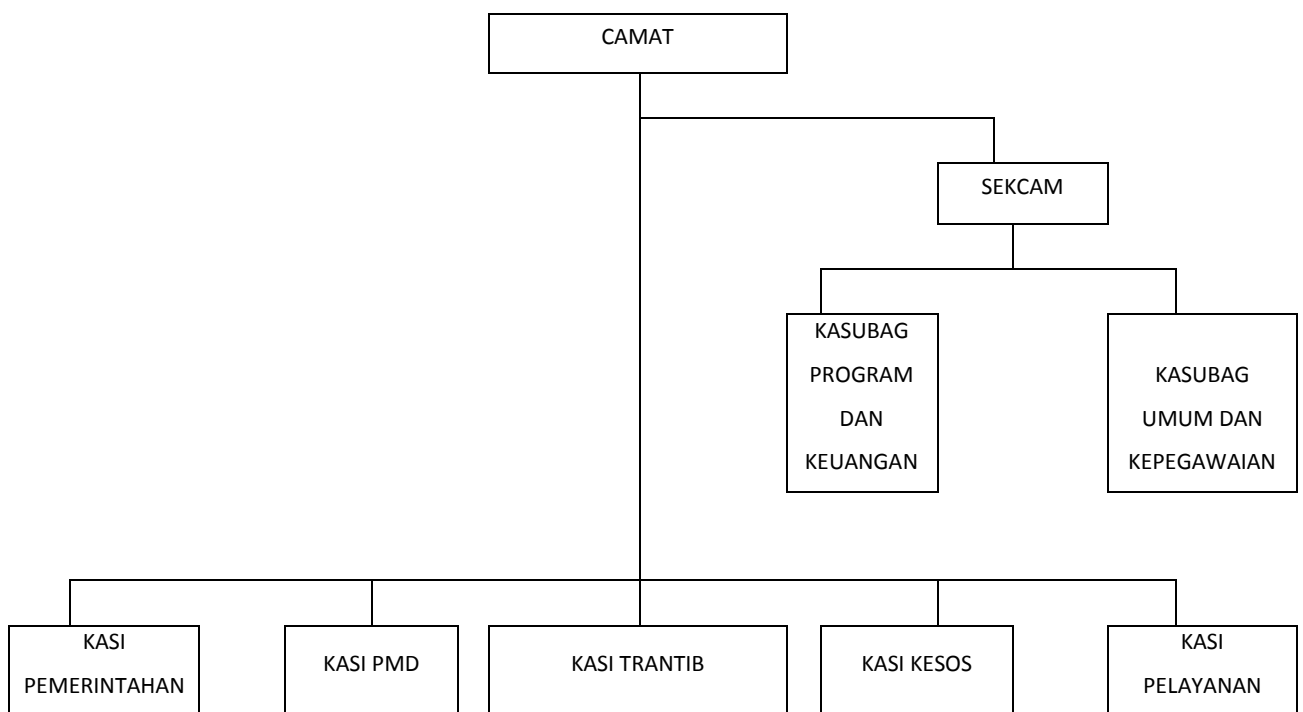 CAMAT
SEKCAM
KASUBAG
PROGRAM
DAN
KEUANGAN
KASUBAG
UMUM DAN
KEPEGAWAIAN
KASI
PEMERINTAHAN
KASI PMD
KASI TRANTIB
KASI KESOS
KASI
PELAYANAN